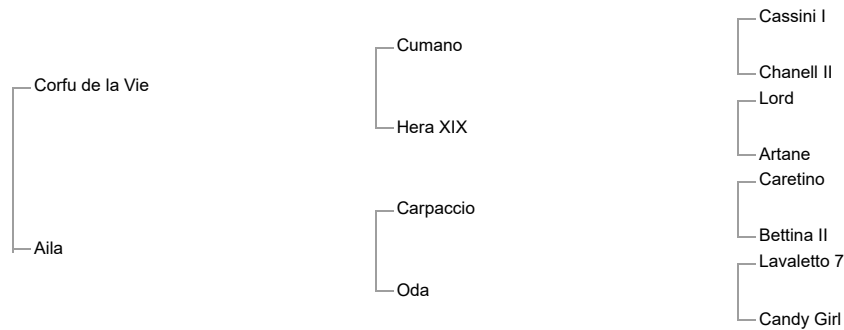 Cassini I
Cumano
Chanell II
Corfu de la Vie
Lord
Hera XIX
Artane
Caretino
Carpaccio
Bettina II
Aila
Lavaletto 7
Oda
Candy Girl